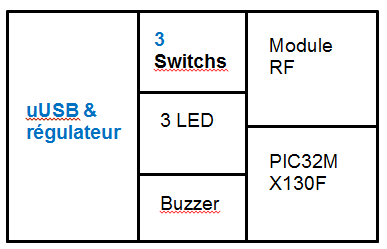 uUSB &
régulateur
3
Switchs
3 LED
Buzzer
Module
RF
PIC32M
X130F